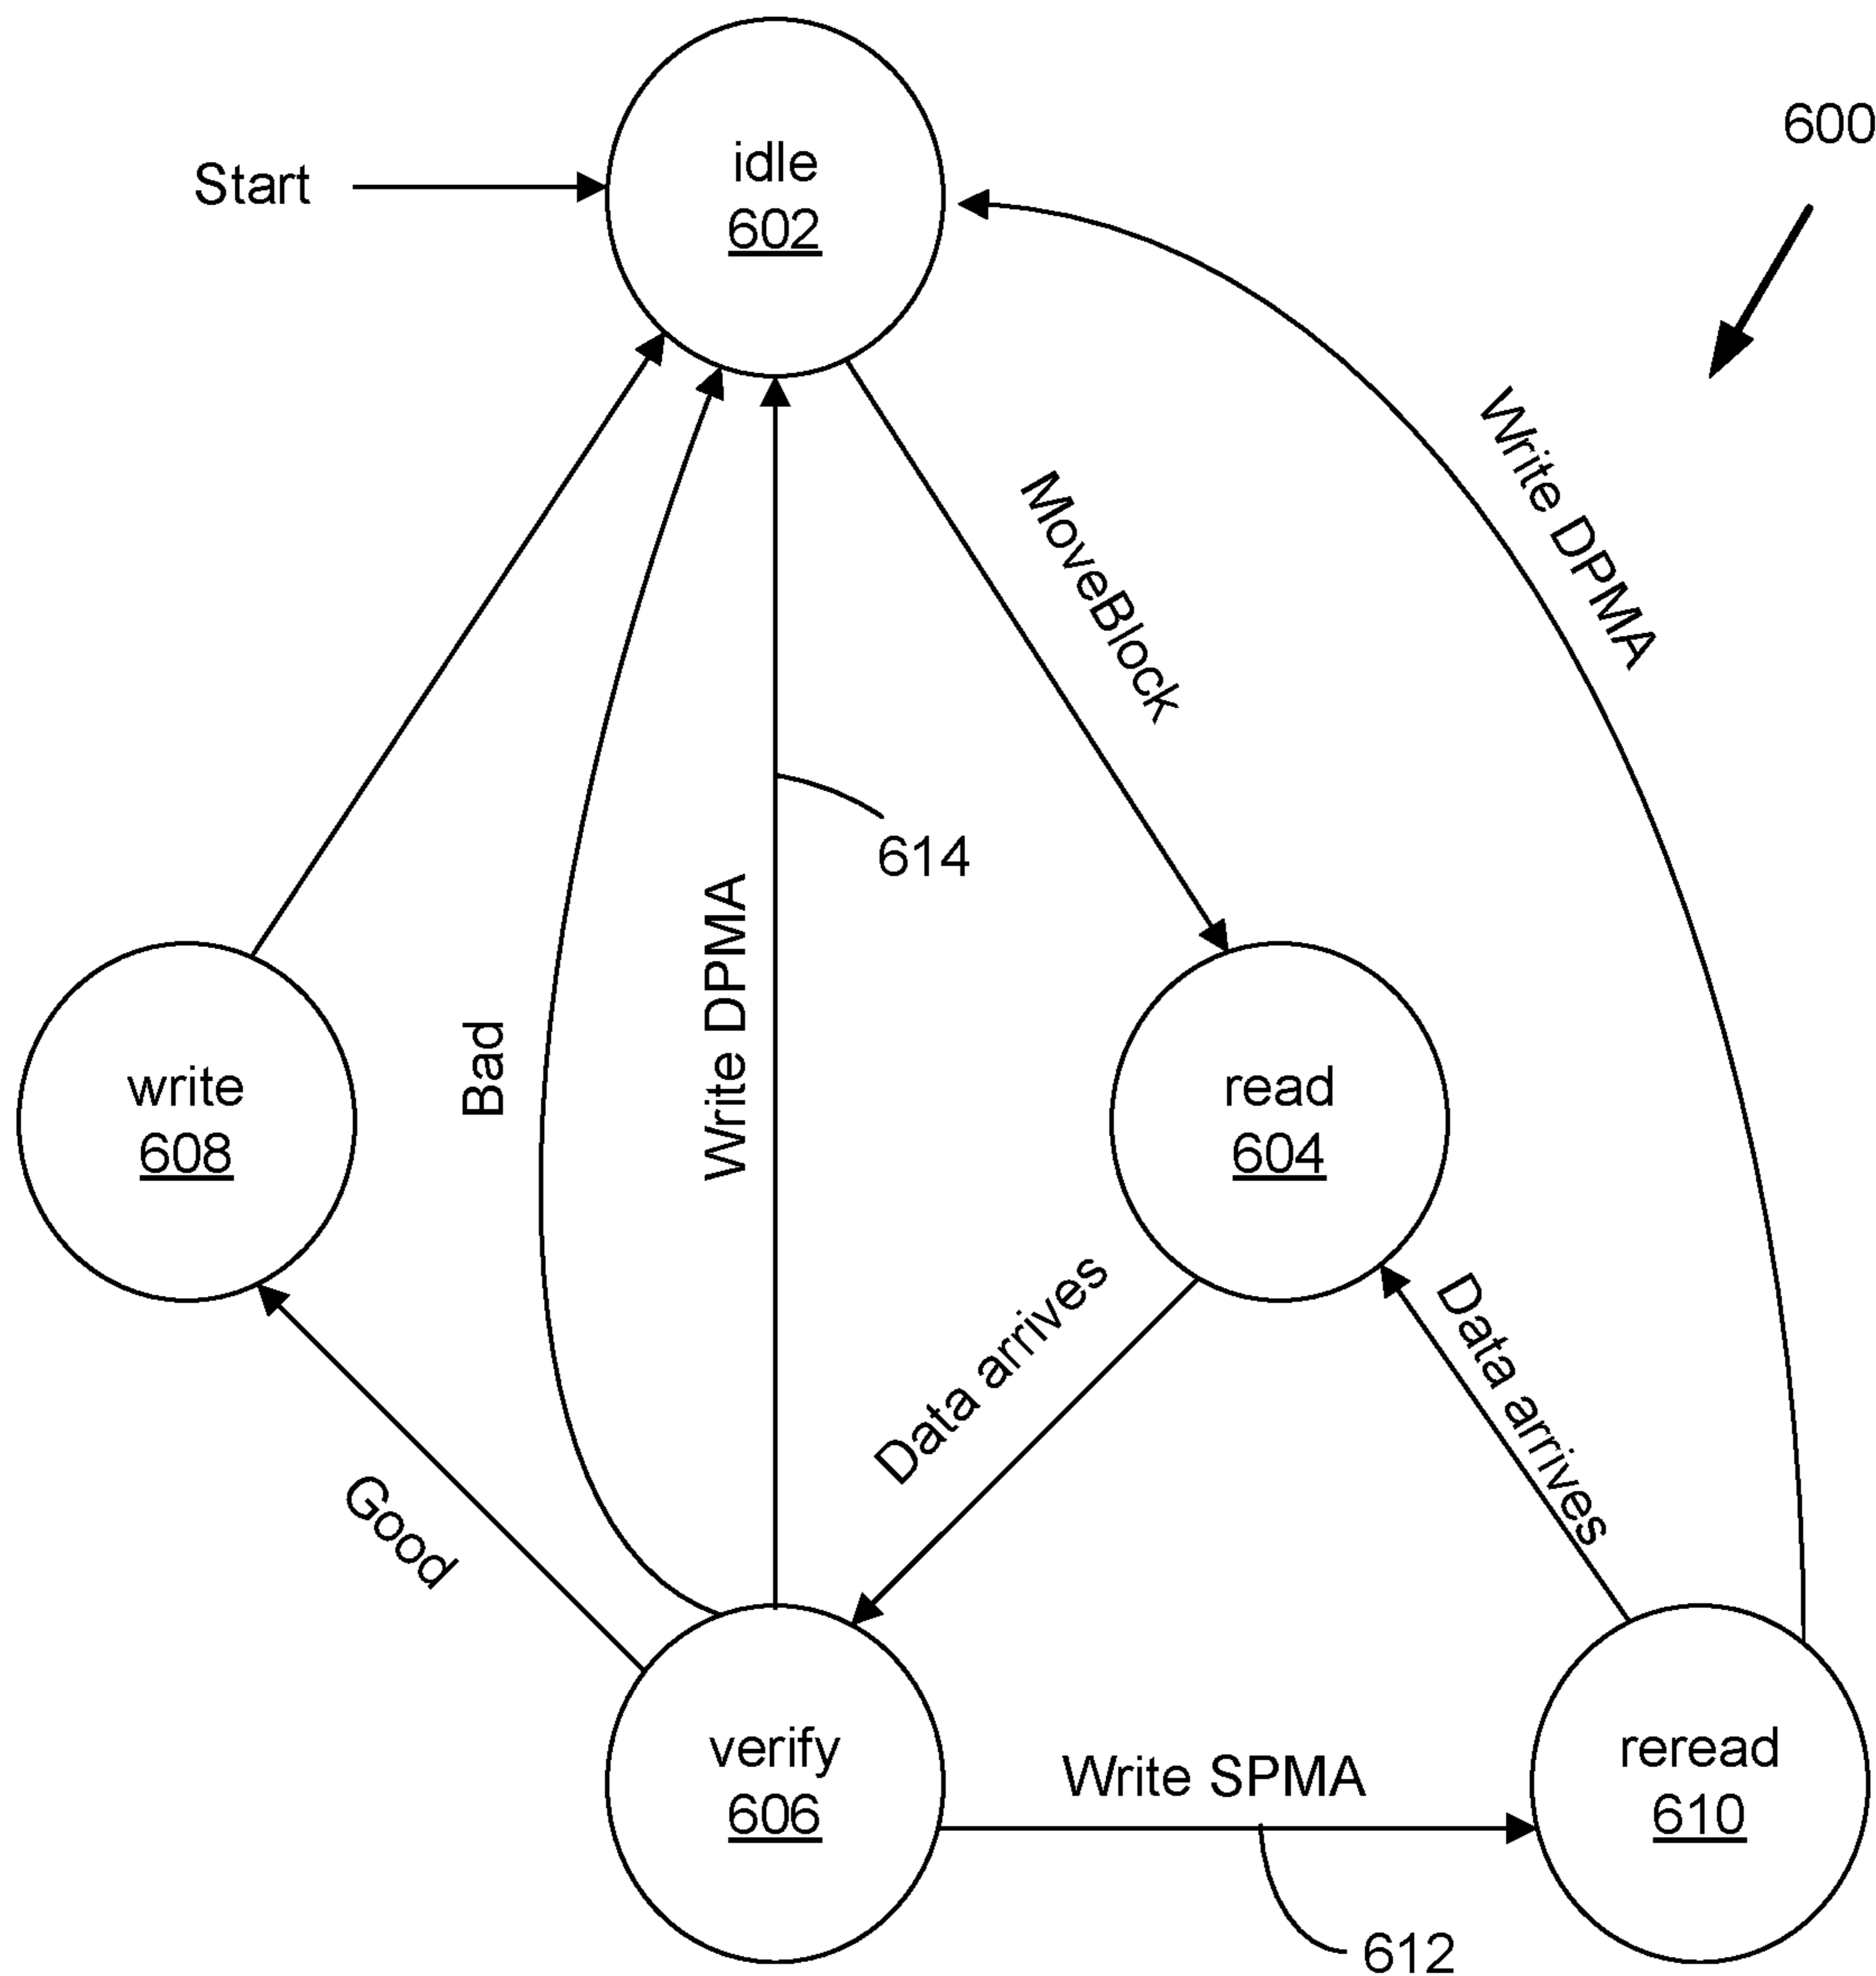 600
Start
idle
602
Write DPMA
MoveBlock
614
Write DPMA
Bad
write
608
read
604
Data arrives
Data arrives
Good
verify
606
Write SPMA
reread
610
612